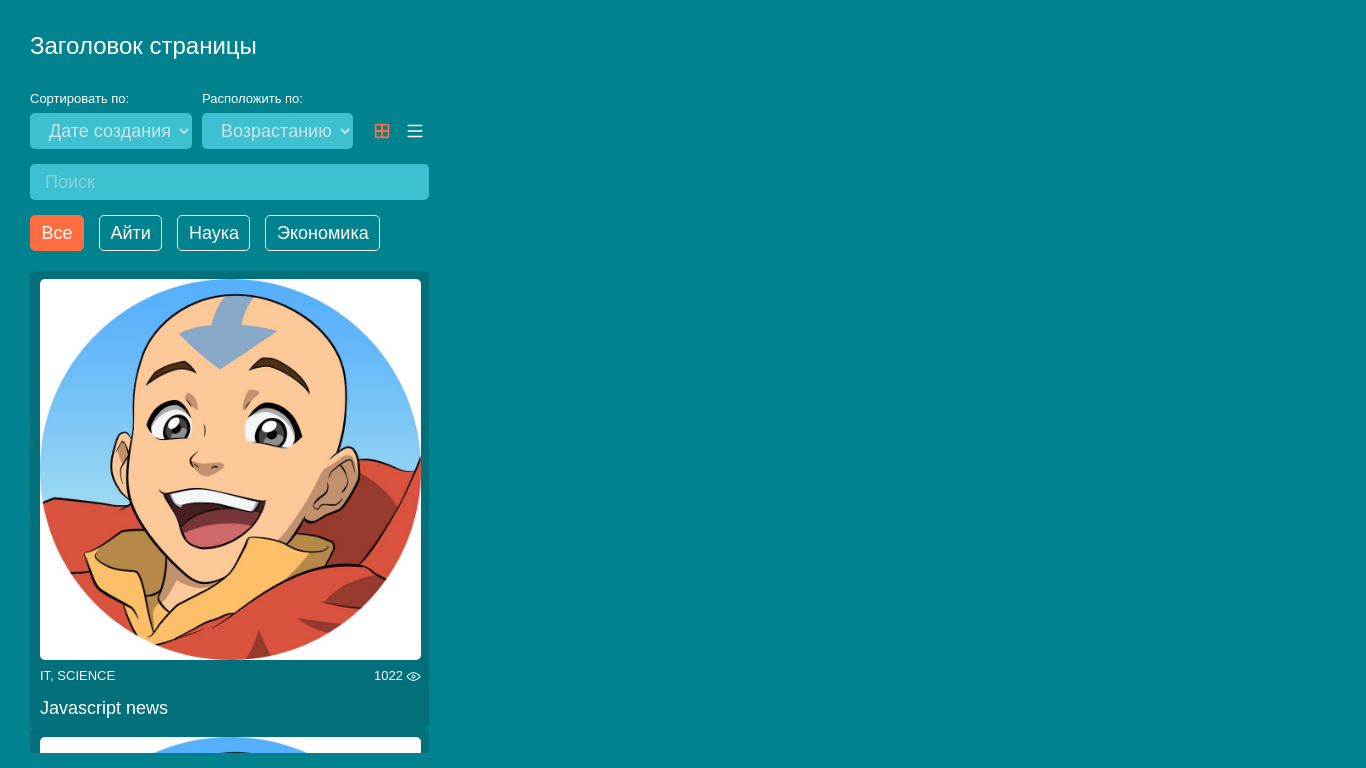 Заголовок страницы
Сортировать по: Расположить по:
Дате создания Возрастанию
Поиск
Все Айти Наука Экономика
IT, SCIENCE 1022
Javascript news